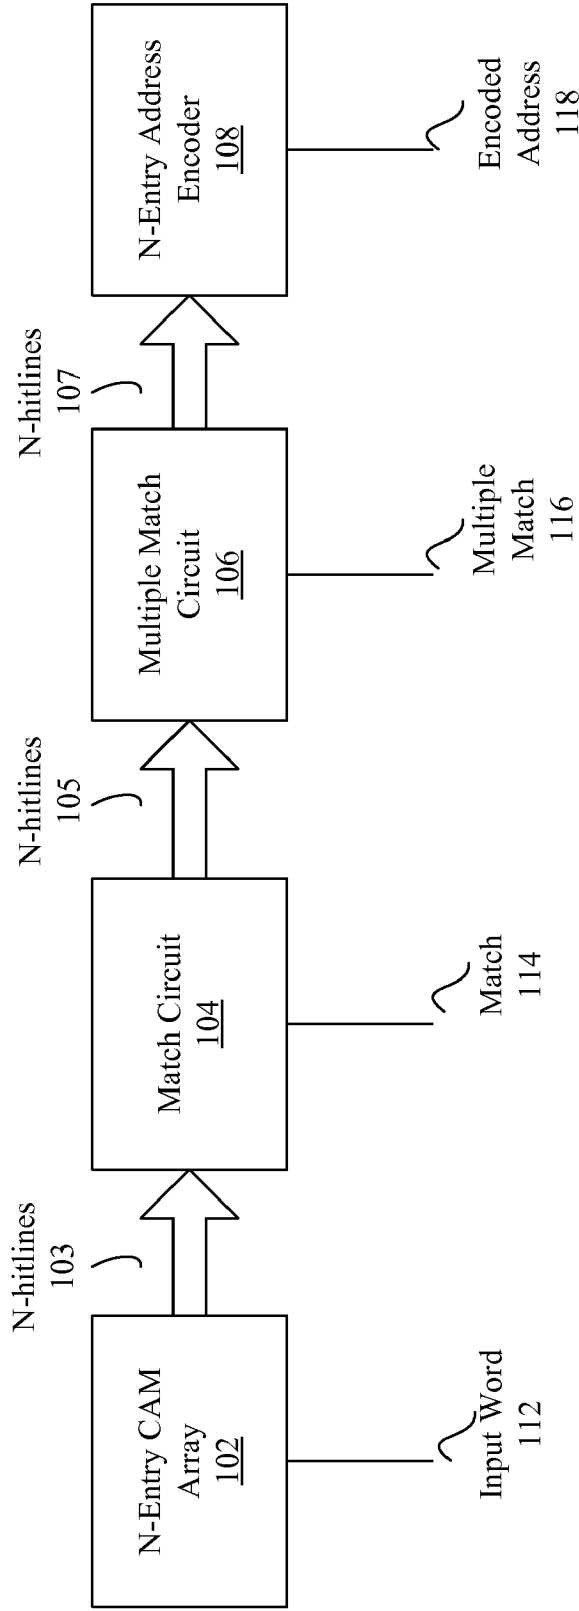 N-Entry CAM
Array
102
N-hitlines
103
Input Word
112
Match Circuit
104
N-hitlines
105
Match
114
Multiple Match
Circuit
106
N-hitlines
107
Multiple
Match
116
N-Entry Address
Encoder
108
Encoded
Address
118